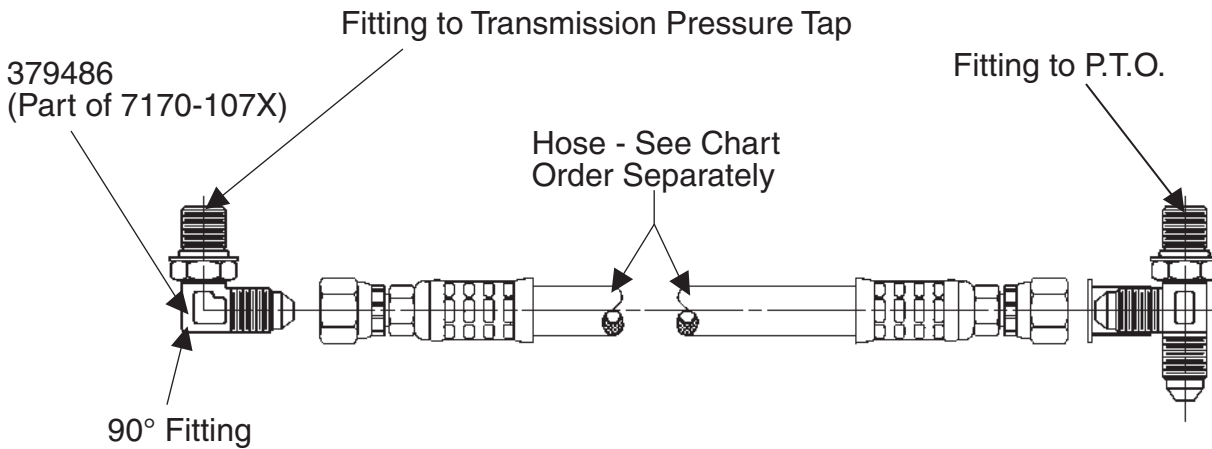 Fitting to Transmission Pressure Tap
379486
(Part of 7170-107X)
Fitting to P.T.O.
Hose - See Chart
Order Separately
90° Fitting